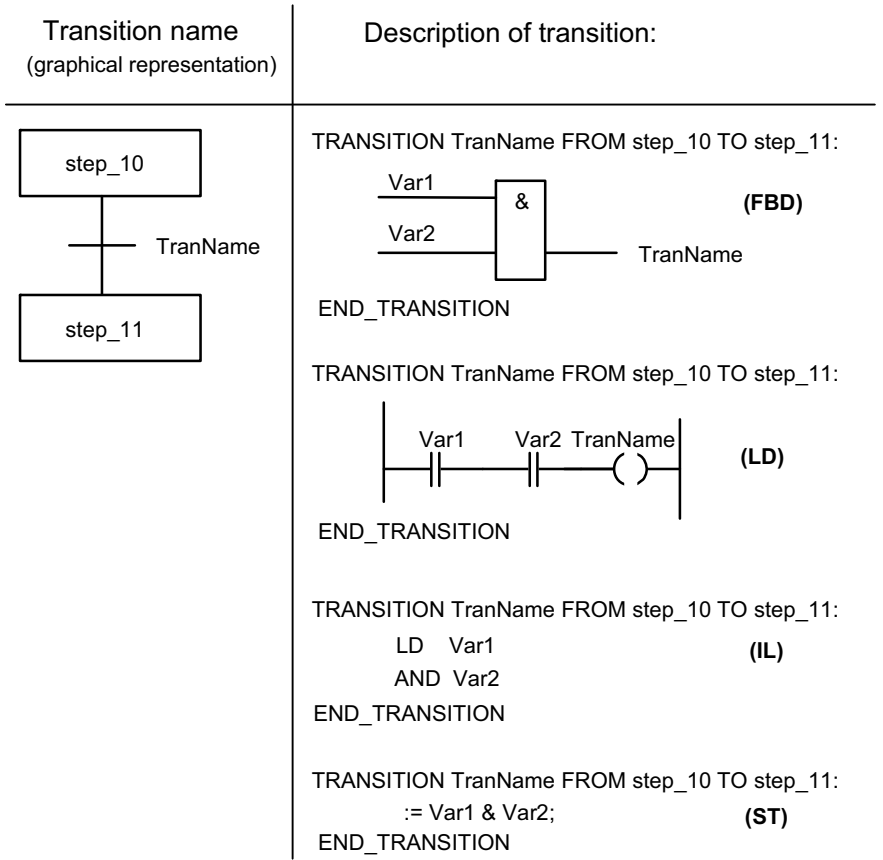 Transition name
(graphical representation)
Description of transition:
step_10
TranName
step_11
TRANSITION TranName FROM step_10 TO step_11:
Var1
&
(FBD)
Var2
TranName
END_TRANSITION
TRANSITION TranName FROM step_10 TO step_11:
Var1 Var2 TranName
(LD)
END_TRANSITION
TRANSITION TranName FROM step_10 TO step_11:
LD Var1
(IL)
AND Var2
END_TRANSITION
TRANSITION TranName FROM step_10 TO step_11:
:= Var1 & Var2;
(ST)
END_TRANSITION